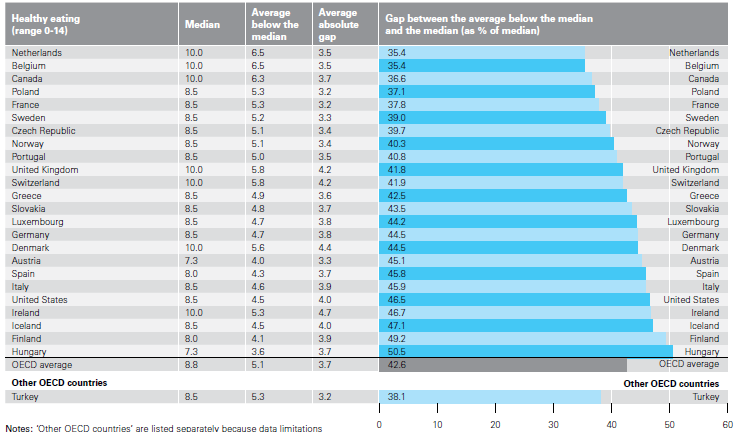 Healthy eating (range 0-14) Median Average below the median Average absolute gap Gap between the average below the median and the median (as % of median)
Netherlands 10.0 6.5 3.5 35.4 Netherlands
Belgium 10.0 6.5 3.5 35.4 Belgium
Canada 10.0 6.3 3.7 36.6 Canada
Poland 8.5 5.3 3.2 37.1 Poland
France 8.5 5.3 3.2 37.8 France
Sweden 8.5 5.2 3.3 39.0 Sweden
Czech Republic 8.5 5.1 3.4 39.7 Czech Republic
Norway 8.5 5.1 3.4 40.3 Norway
Portugal 8.5 5.0 3.5 40.8 Portugal
United Kingdom 10.0 5.8 4.2 41.8 United Kingdom
Switzerland 10.0 5.8 4.2 41.9 Switzerland
Greece 8.5 4.9 3.6 42.5 Greece
Slovakia 8.5 4.8 3.7 43.5 Slovakia
Luxembourg 8.5 4.7 3.8 44.2 Luxembourg
Germany 8.5 4.7 3.8 44.5 Germany
Denmark 10.0 5.6 4.4 44.5 Denmark
Austria 7.3 4.0 3.3 45.1 Austria
Spain 8.0 4.3 3.7 45.8 Spain
Italy 8.5 4.6 3.9 45.9 Italy
United States 8.5 4.5 4.0 46.5 United States
Ireland 10.0 5.3 4.7 46.7 Ireland
Iceland 8.5 4.5 4.0 47.1 Iceland
Finland 8.0 4.1 3.9 49.2 Finland
Hungary 7.3 3.6 3.7 50.5 Hungary
OECD average 8.8 5.1 3.7 42.6 OECD average
Other OECD countries Other OECD countries
Turkey 8.5 5.3 3.2 38.1 Turkey
0 10 20 30 40 50 60
Notes: 'Other OECD countries' are listed separately because data limitations